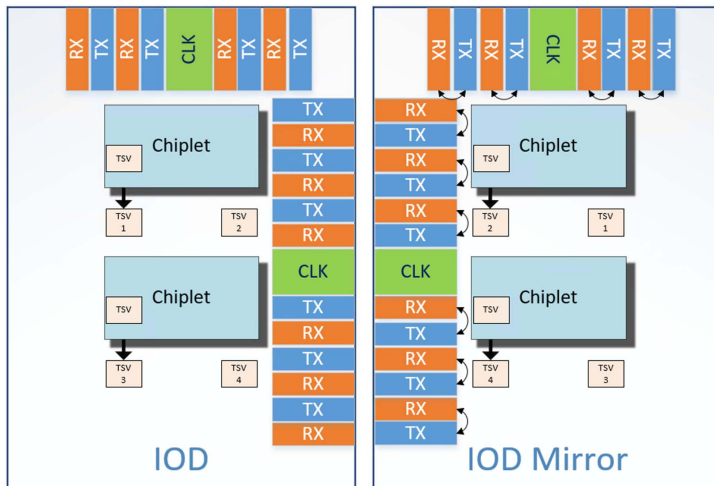 RX TX RX TX CLK RX TX RX TX
RX TX RX TX CLK RX TX RX TX
TX
RX
TX
RX
TX
RX
CLK
TX
RX
TX
RX
TX
RX
Chiplet
TSV
TSV
1
TSV
2
Chiplet
TSV
TSV
3
TSV
4
IOD
RX
TX
RX
TX
RX
TX
CLK
RX
TX
RX
TX
RX
TX
Chiplet
TSV
TSV
2
TSV
1
Chiplet
TSV
TSV
4
TSV
3
IOD Mirror